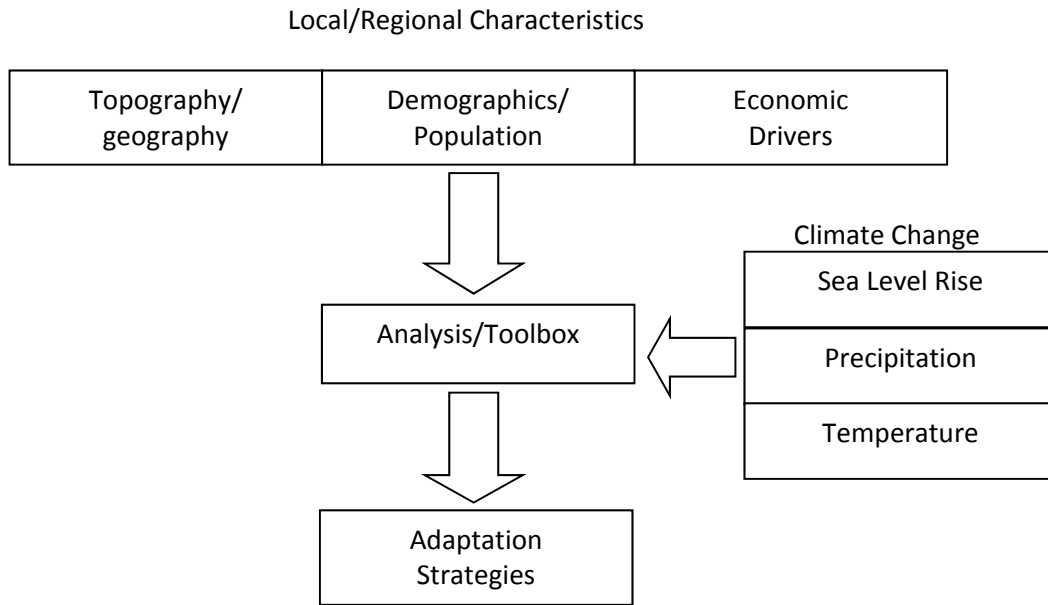 Local/Regional Characteristics
Topography/
geography
Demographics/
Population
Economic
Drivers
Climate Change
Sea Level Rise
Analysis/Toolbox
Precipitation
Temperature
Adaptation
Strategies